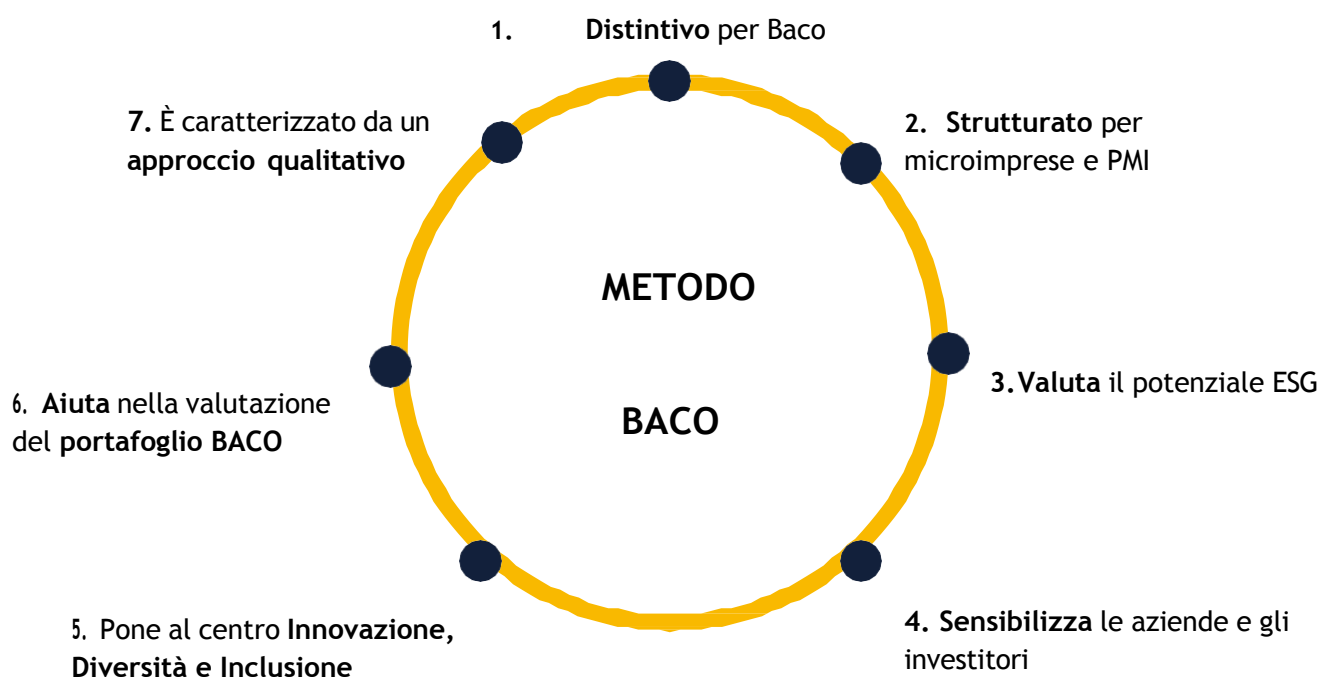 1. Distintivo per Baco
2. Strutturato per
microimprese e PMI
3. Valuta il potenziale ESG
4. Sensibilizza le aziende e gli
investitori
5. Pone al centro Innovazione,
Diversità e Inclusione
6. Aiuta nella valutazione
del portafoglio BACO
7. È caratterizzato da un
approccio qualitativo
METODO
BACO